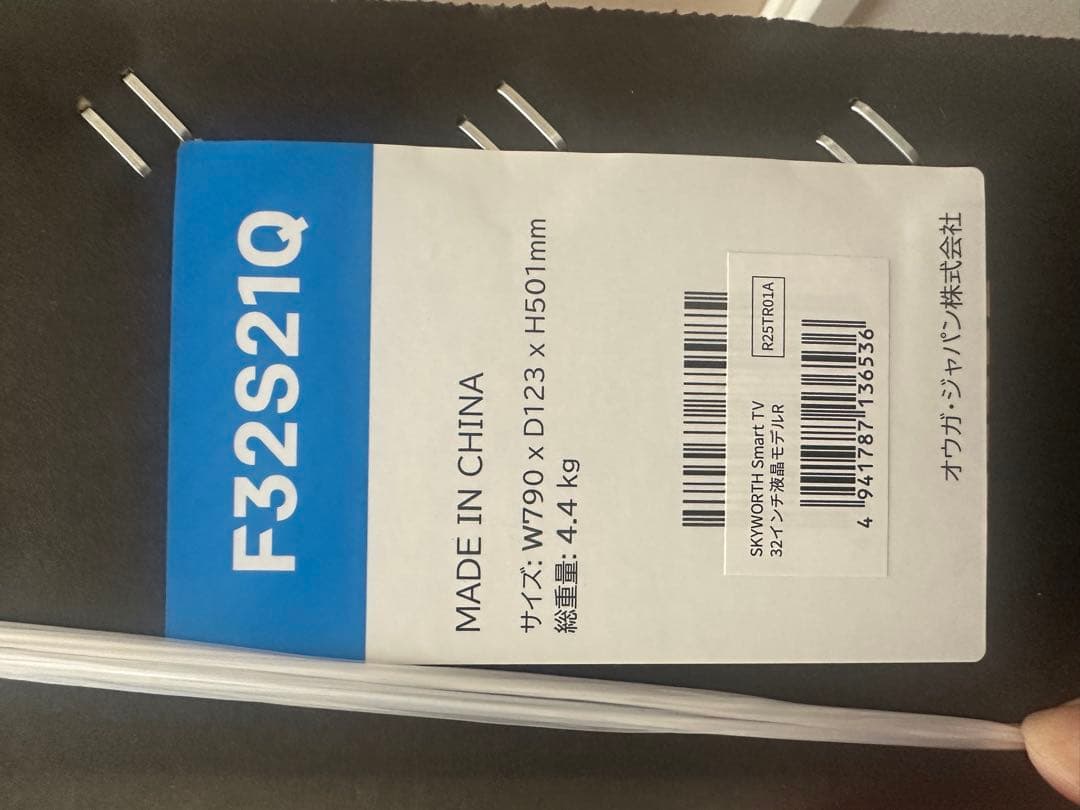 F32S21Q
MADE IN CHINA
サイズ: W790 x D123 x H501mm
総重量: 4.4 kg
SKYWORTH Smart TV
32インチ液晶モデルR
R25TR01A
4 941787 136536
オウガ・ジャパン株式会社